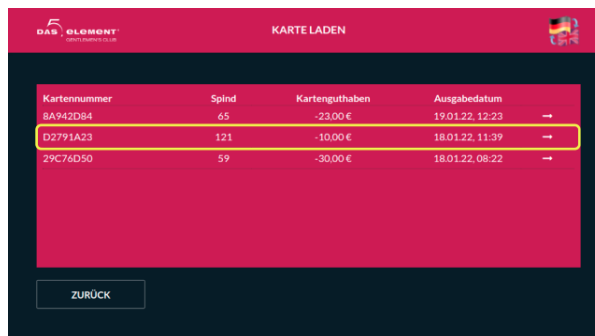 DAS 5 ELEMENT
GENTLEMEN'S CLUB
KARTE LADEN
Kartennummer Spind Kartenguthaben Ausgabedatum
8A942D84 65 -23,00 € 19.01.22, 12:23 →
D2791A23 121 -10,00 € 18.01.22, 11:39 →
29C76D50 59 -30,00 € 18.01.22, 08:22 →
ZURÜCK